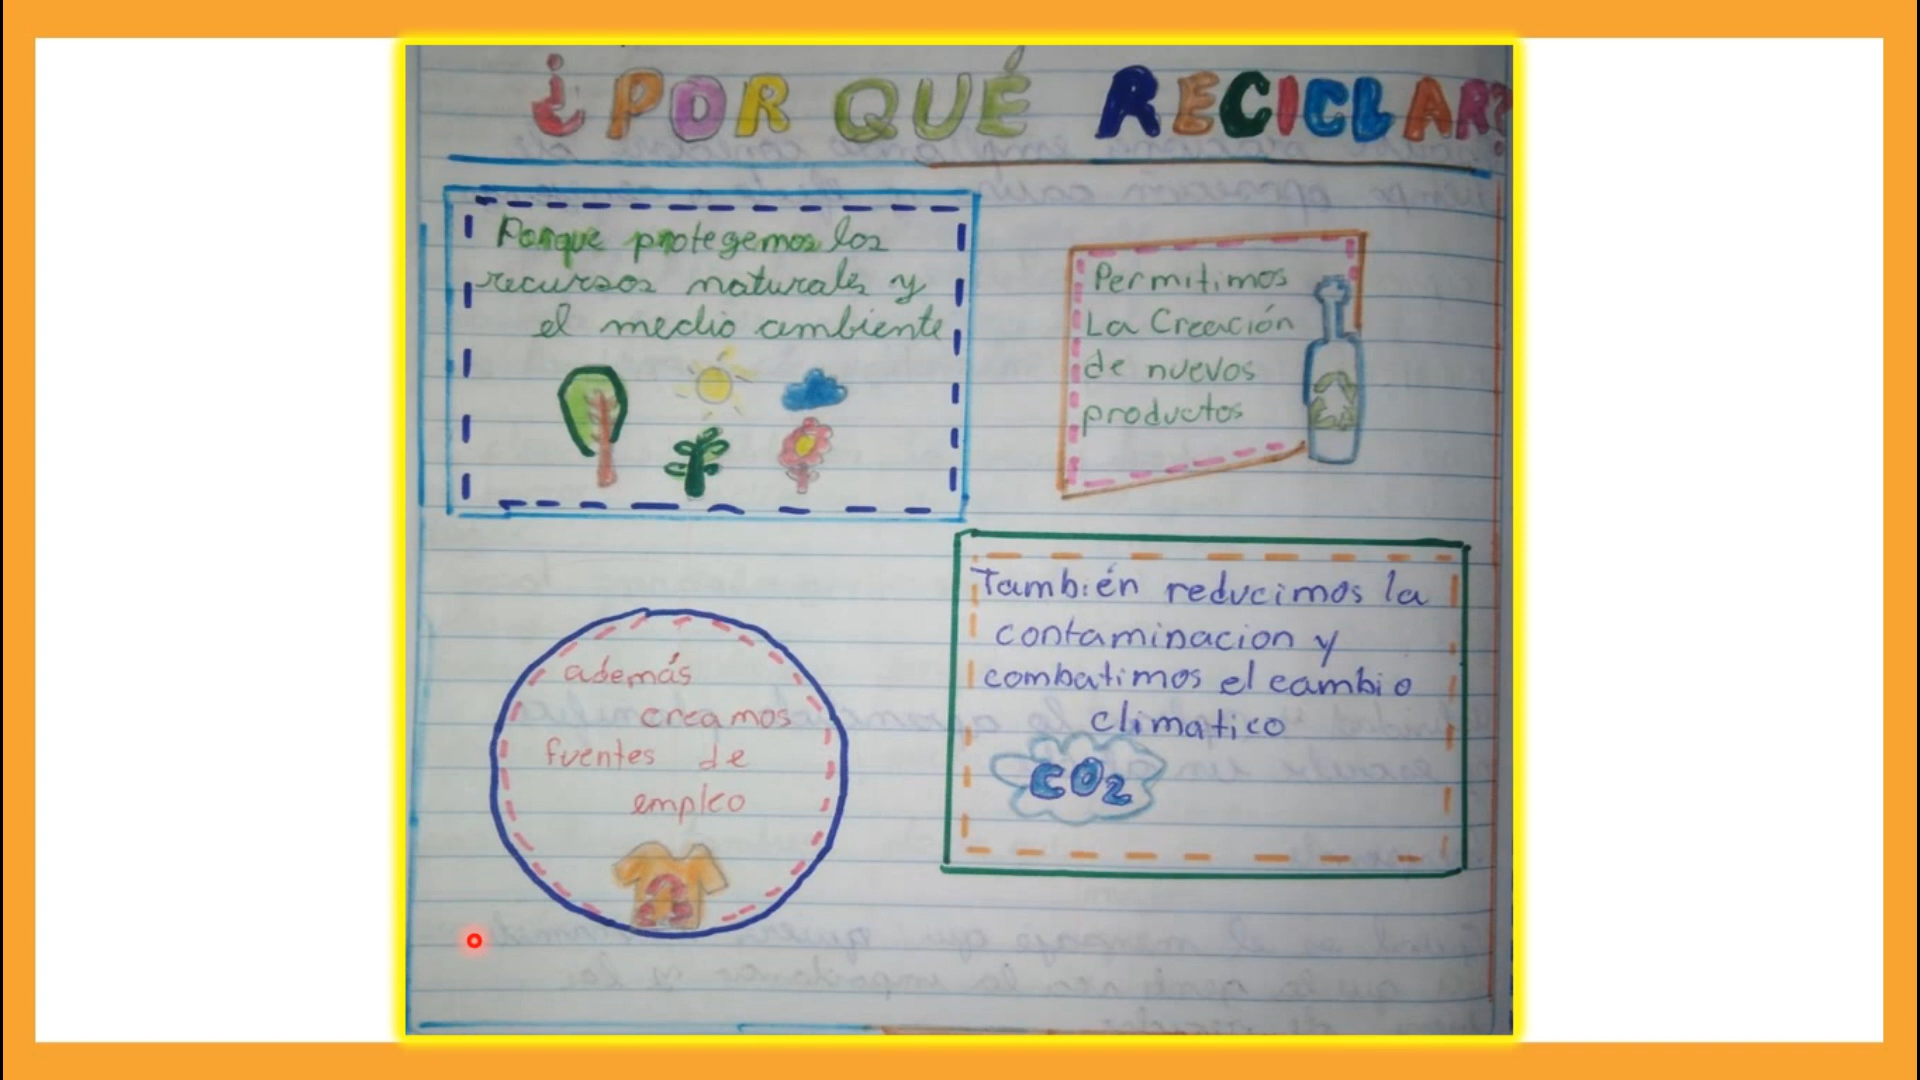 ¿POR QUÉ RECICLAR?
Porque protegemos los
recursos naturales y
el medio ambiente
Permitimos
La Creación
de nuevos
productos
además
creamos
fuentes de
empleo
También reducimos la
contaminacion y
combatimos el cambio
climatico
CO2